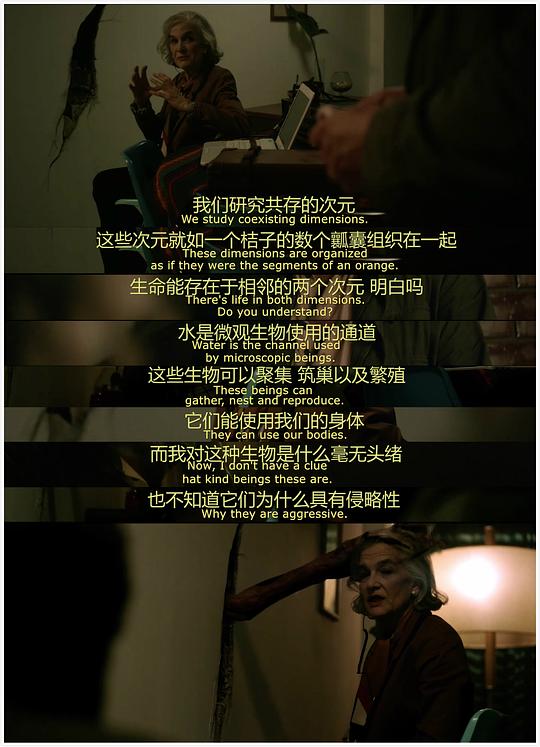 我们研究共存的次元
We study coexisting dimensions.
这些次元就如一个桔子的数个瓤囊组织在一起
These dimensions are organized
as if they were the segments of an orange.
生命能存在于相邻的两个次元 明白吗
There's life in both dimensions.
Do you understand?
水是微观生物使用的通道
Water is the channel used
by microscopic beings.
这些生物可以聚集 筑巢以及繁殖
These beings can
gather, nest and reproduce.
它们能使用我们的身体
They can use our bodies.
而我对这种生物是什么毫无头绪
Now, I don't have a clue
hat kind beings these are.
也不知道它们为什么具有侵略性
Why they are aggressive.